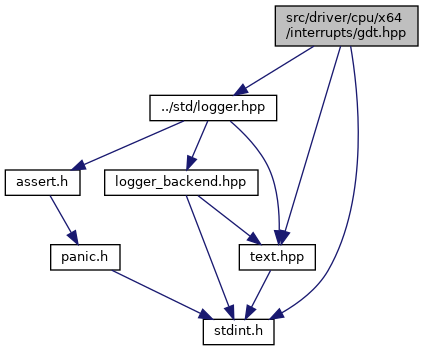 src/driver/cpu/x64
/interrupts/gdt.hpp
../std/logger.hpp
assert.h
logger_backend.hpp
panic.h
text.hpp
stdint.h